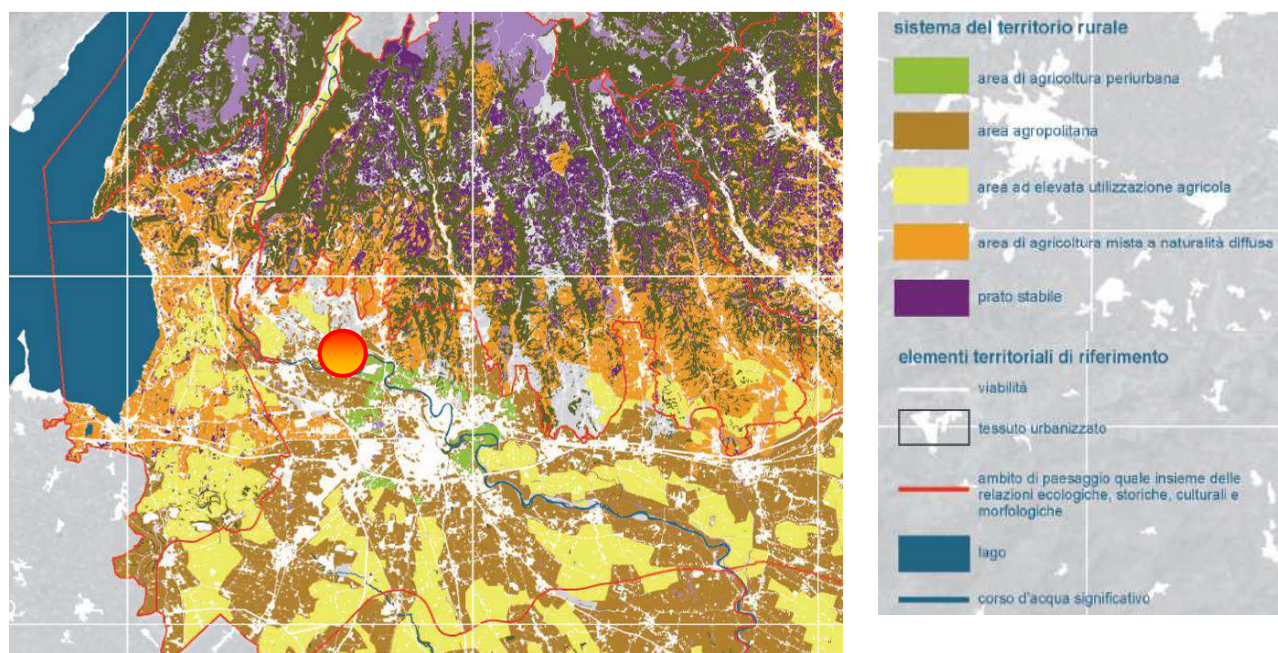 sistema del territorio rurale
area di agricoltura periurbana
area agropolitana
area ad elevata utilizzazione agricola
area di agricoltura mista a naturalità diffusa
prato stabile
elementi territoriali di riferimento
viabilità
tessuto urbanizzato
ambito di paesaggio quale insieme delle
relazioni ecologiche, storiche, culturali e
morfologiche
lago
corso d'acqua significativo